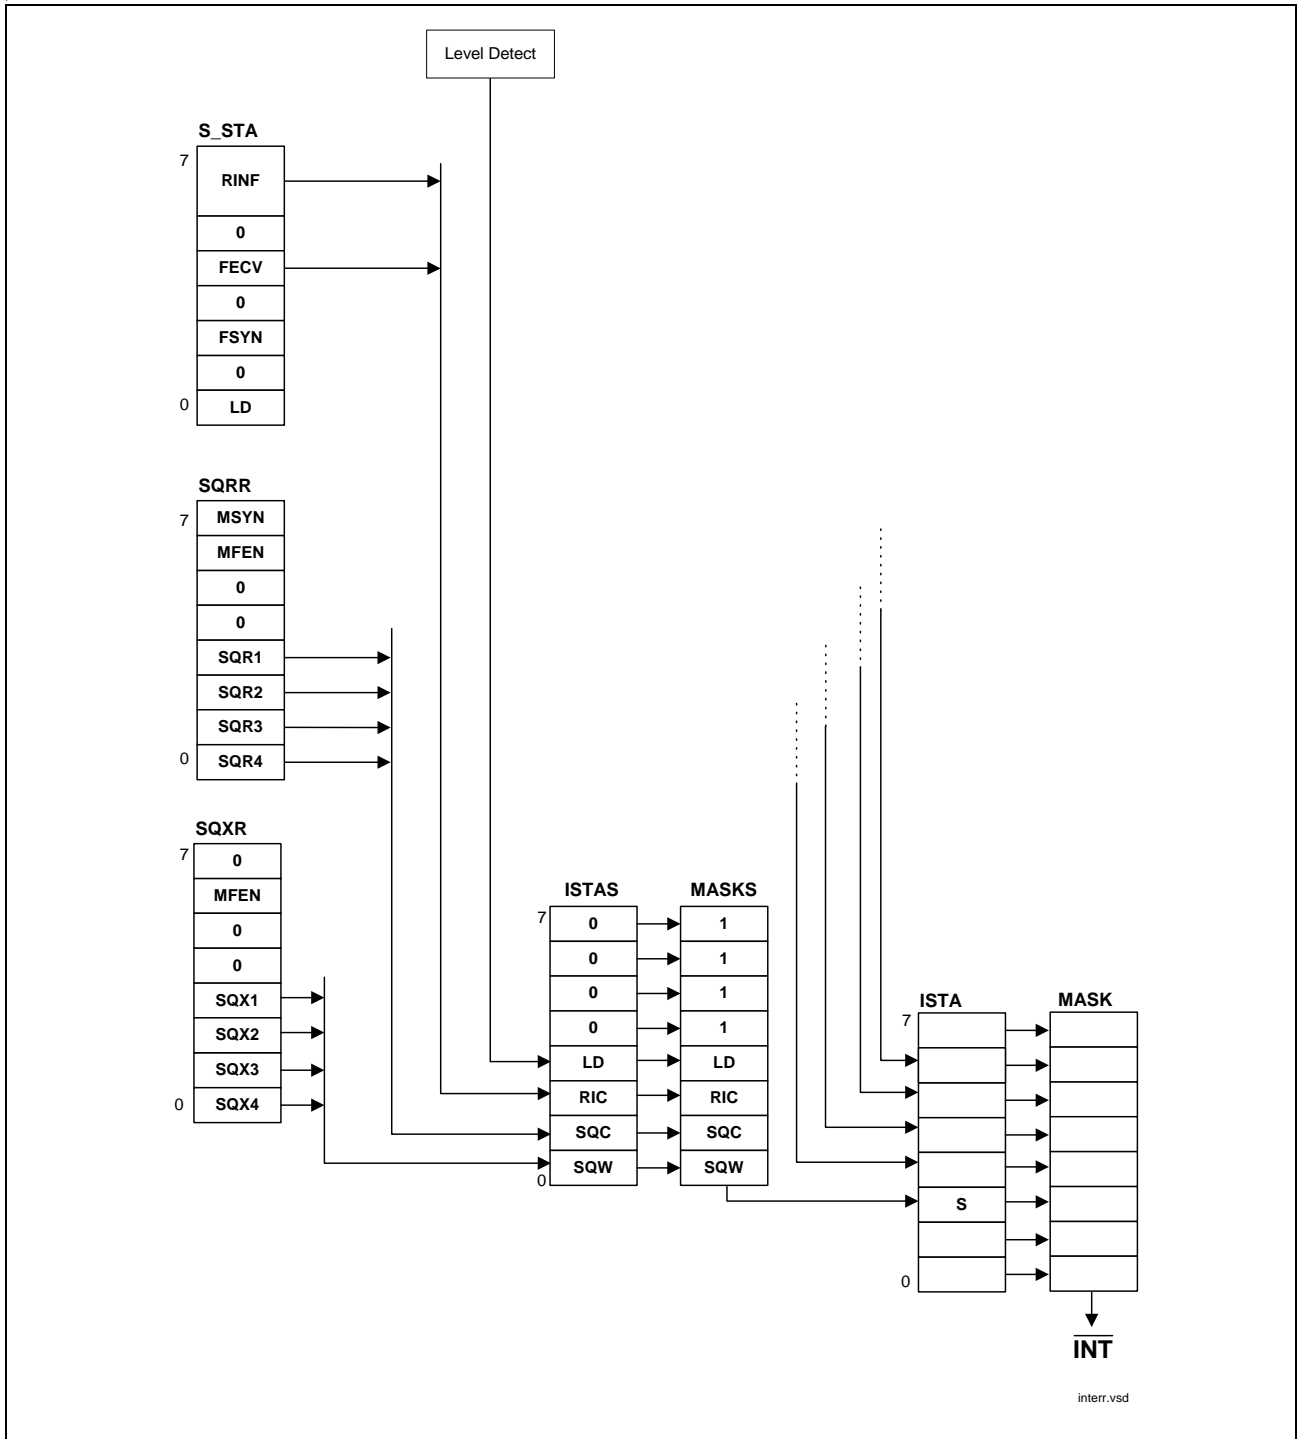 Level Detect
S_STA
7
RINF
0
FECV
0
FSYN
0
0
LD
SQRR
7
MSYN
MFEN
0
0
SQR1
SQR2
SQR3
0
SQR4
SQXR
7
0
MFEN
0
0
SQX1
SQX2
SQX3
0
SQX4
ISTAS
7
0
0
0
0
LD
RIC
SQC
SQW
0
MASKS
1
1
1
1
LD
RIC
SQC
SQW
ISTA
7
S
0
MASK
INT
interr.vsd